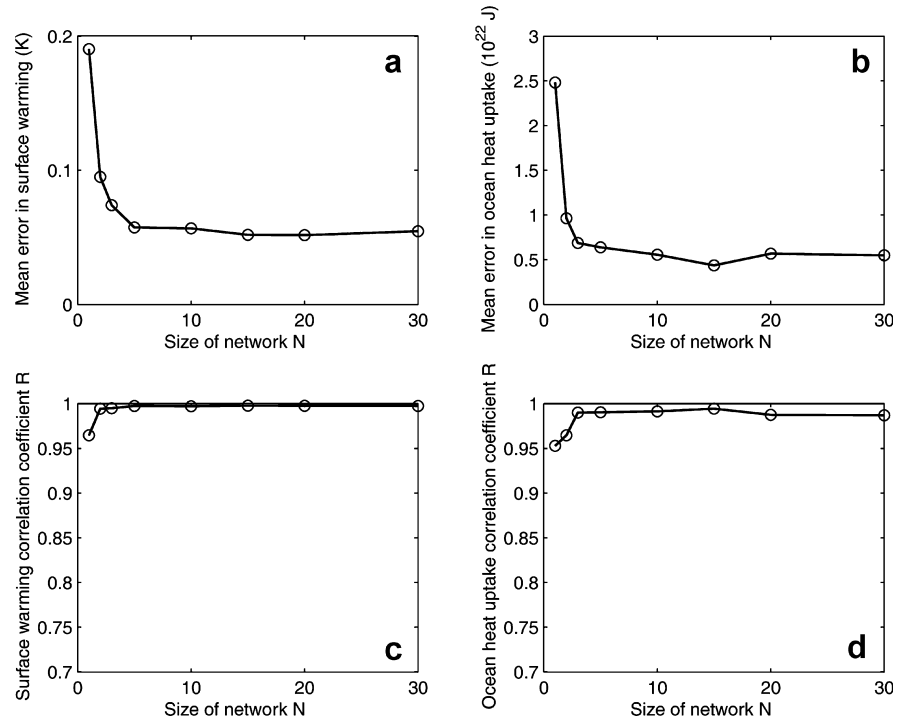 Mean error in surface warming (K)
0.2
0.1
0
a
0 10 20 30
Size of network N
Mean error in ocean heat uptake (10²² J)
3
2.5
2
1.5
1
0.5
0
b
0 10 20 30
Size of network N
Surface warming correlation coefficient R
1
0.95
0.9
0.85
0.8
0.75
0.7
c
0 10 20 30
Size of network N
Ocean heat uptake correlation coefficient R
1
0.95
0.9
0.85
0.8
0.75
0.7
d
0 10 20 30
Size of network N